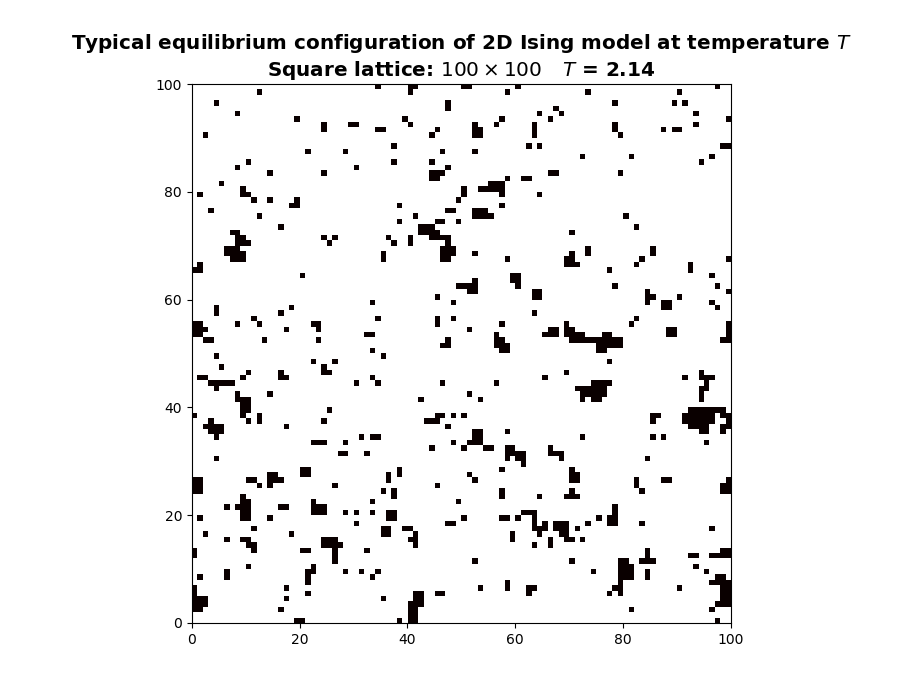 Typical equilibrium configuration of 2D Ising model at temperature T
Square lattice: 100 × 100 T = 2.14
100
80
60
40
20
0
0 20 40 60 80 100